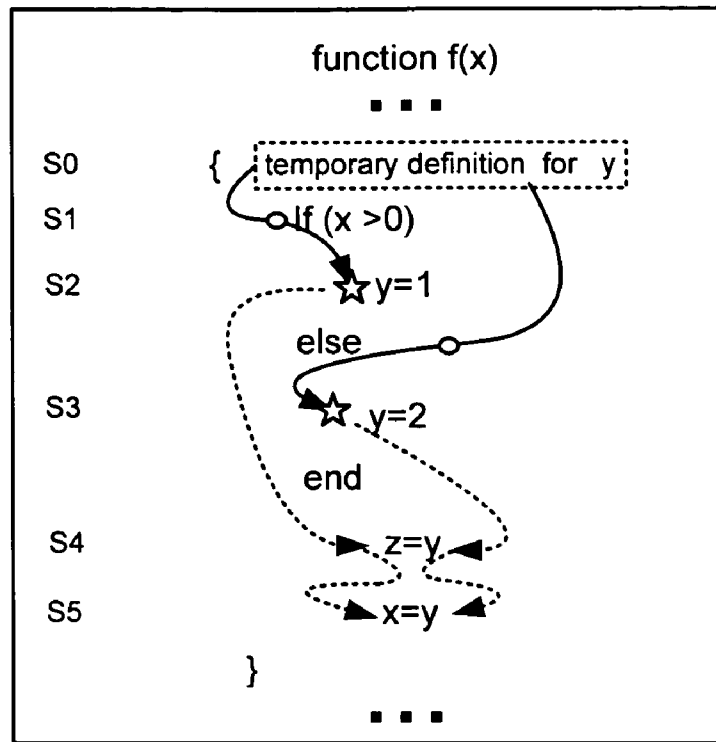 function f(x)
S0 { temporary definition for y
S1 If (x >0)
S2 y=1
else
S3 y=2
end
S4 z=y
S5 x=y
}